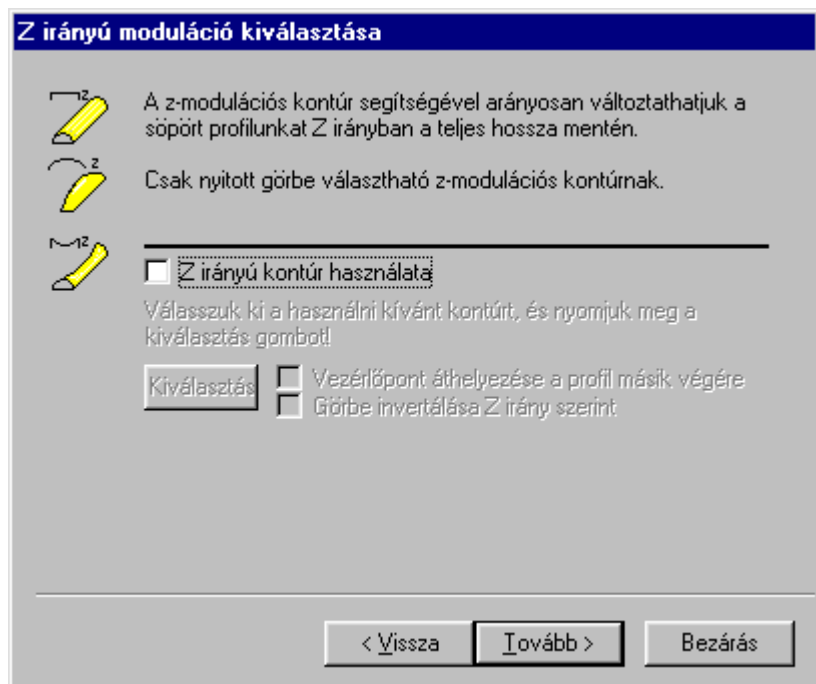 Z irányú moduláció kiválasztása
A z-modulációs kontúr segítségével arányosan változtathatjuk a
söpört profilunkat Z irányban a teljes hossza mentén.
Csak nyitott görbe választható z-modulációs kontúrnak.
Z irányú kontúr használata
Válasszuk ki a használni kívánt kontúrt, és nyomjuk meg a
kiválasztás gombot!
Kiválasztás
Vezérlőpont áthelyezése a profil másik végére
Görbe invertálása Z irány szerint
< Vissza
Tovább >
Bezárás
z
z
z